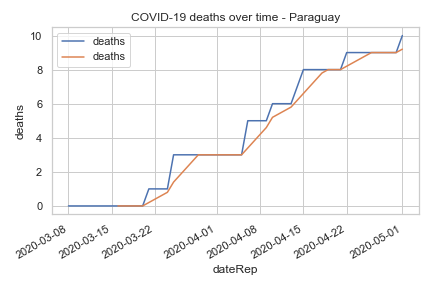 COVID-19 deaths over time - Paraguay
deaths
deaths
10
8
6
4
2
0
deaths
2020-03-08
2020-03-15
2020-03-22
2020-04-01
2020-04-08
2020-04-15
2020-04-22
2020-05-01
dateRep